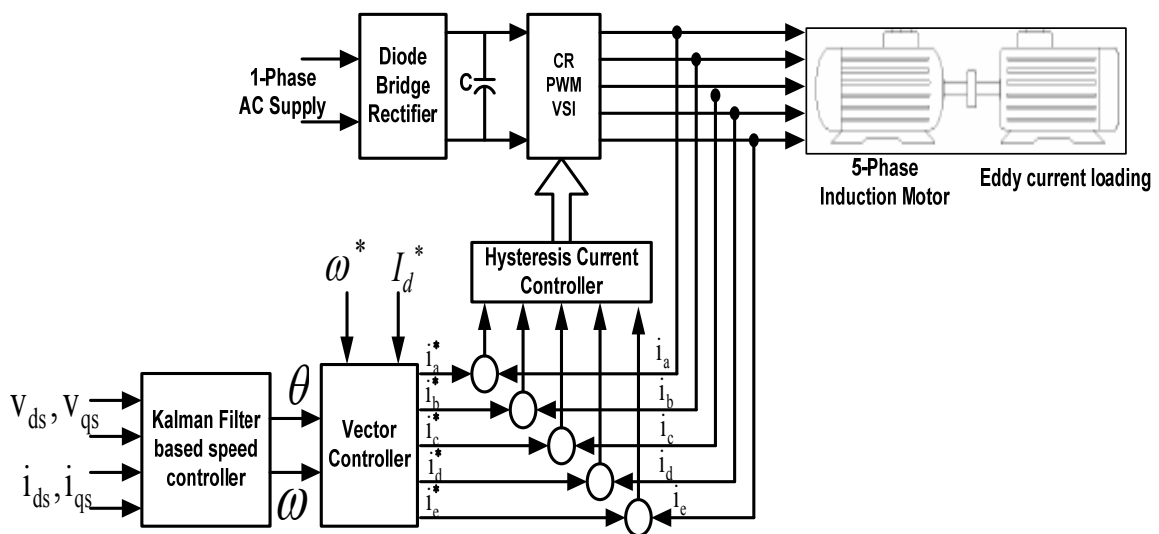 1-Phase
AC Supply
Diode
Bridge
Rectifier
C
CR
PWM
VSI
5-Phase
Induction Motor
Eddy current loading
Hysteresis Current
Controller
ω* I_d*
i_a* i_a
i_b* i_b
i_c* i_c
i_d* i_d
i_e* i_e
v_ds, v_qs
i_ds, i_qs
Kalman Filter
based speed
controller
θ
ω
Vector
Controller